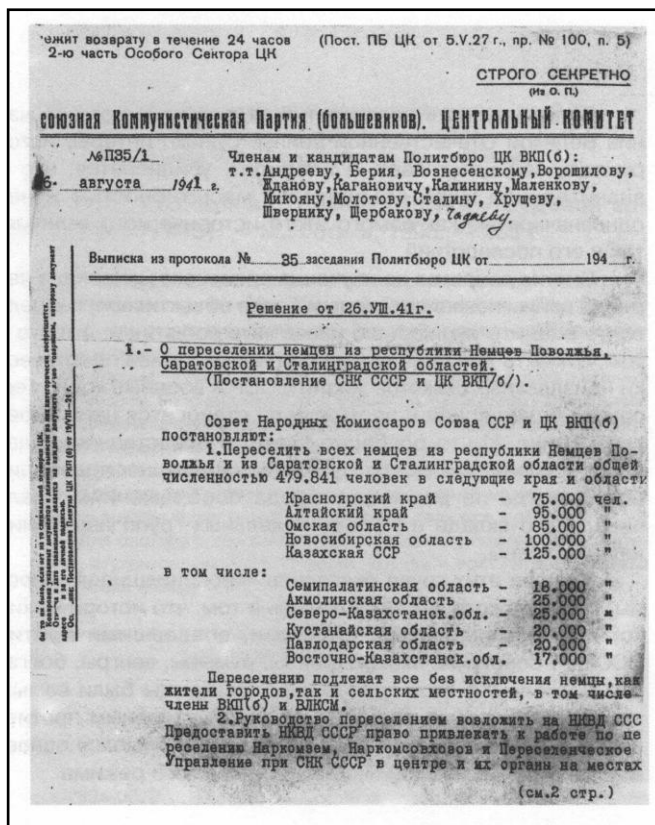 ежит возврату в течение 24 часов (Пост. ПБ ЦК от 5.V.27 г., пр. № 100, п. 5)
2-ю часть Особого Сектора ЦК
СТРОГО СЕКРЕТНО
(Из О. П.)
союзная Коммунистическая Партия (большевиков). ЦЕНТРАЛЬНЫЙ КОМИТЕТ
№ П35/1
6- августа 1941 г.
Членам и кандидатам Политбюро ЦК ВКП(б):
т.т.Андрееву, Берия, Вознесенскому, Ворошилову,
Жданову, Кагановичу, Калинину, Маленкову,
Микояну, Молотову, Сталину, Хрущеву,
Швернику, Щербакову, Чадаеву.
Выписка из протокола № 35 заседания Политбюро ЦК от 194 г.
Решение от 26.УШ.41г.
1.- О переселении немцев из республики Немцев Поволжья,
Саратовской и Сталинградской областей.
(Постановление СНК СССР и ЦК ВКП/б/).
Совет Народных Комиссаров Союза ССР и ЦК ВКП(б)
постановляют:
1.Переселить всех немцев из республики Немцев По-
волжья и из Саратовской и Сталинградской области общей
численностью 479.841 человек в следующие края и области
Красноярский край - 75.000 чел.
Алтайский край - 95.000 "
Омская область - 85.000 "
Новосибирская область - 100.000 "
Казахская ССР - 125.000 "
в том числе:
Семипалатинская область - 18.000 "
Акмолинская область - 25.000 "
Северо-Казахстанск.обл. - 25.000 "
Кустанайская область - 20.000 "
Павлодарская область - 20.000 "
Восточно-Казахстанск.обл. 17.000 "
Переселению подлежат все без исключения немцы, как
жители городов, так и сельских местностей, в том числе
члены ВКП(б) и ВЛКСМ.
2.Руководство переселением возложить на НКВД ССС
Предоставить НКВД СССР право привлекать к работе по пе
реселению Наркомзем, Наркомсовхозов и Переселенческое
Управление при СНК СССР в центре и их органы на местах
(см.2 стр.)